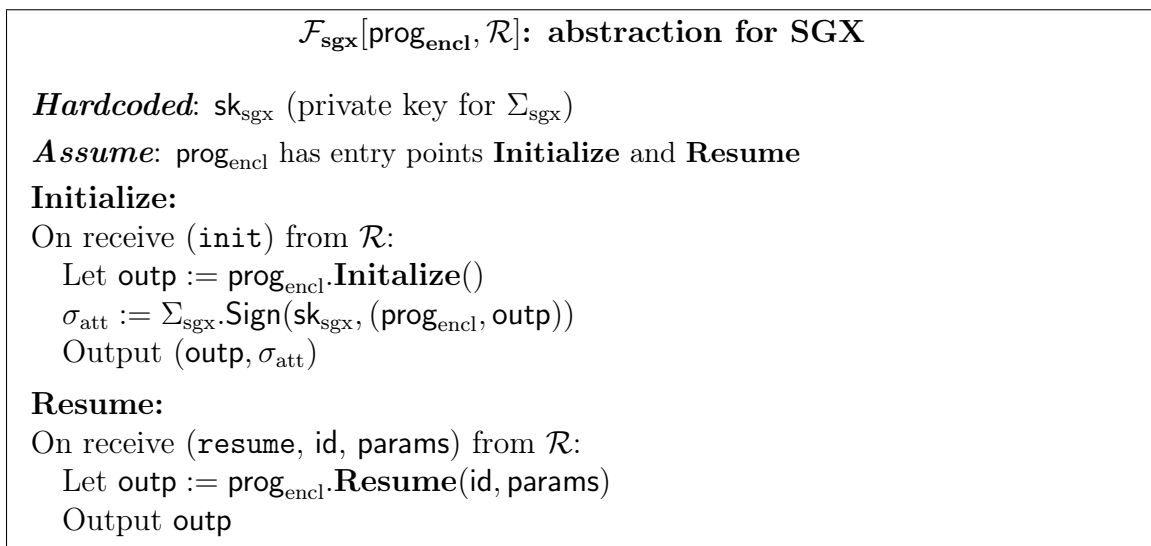 𝓕sgx[progencl, 𝓡]: abstraction for SGX
Hardcoded: sksgx (private key for Σsgx)
Assume: progencl has entry points Initialize and Resume
Initialize:
On receive (init) from 𝓡:
Let outp := progencl.Initalize()
σatt := Σsgx.Sign(sksgx, (progencl, outp))
Output (outp, σatt)
Resume:
On receive (resume, id, params) from 𝓡:
Let outp := progencl.Resume(id, params)
Output outp